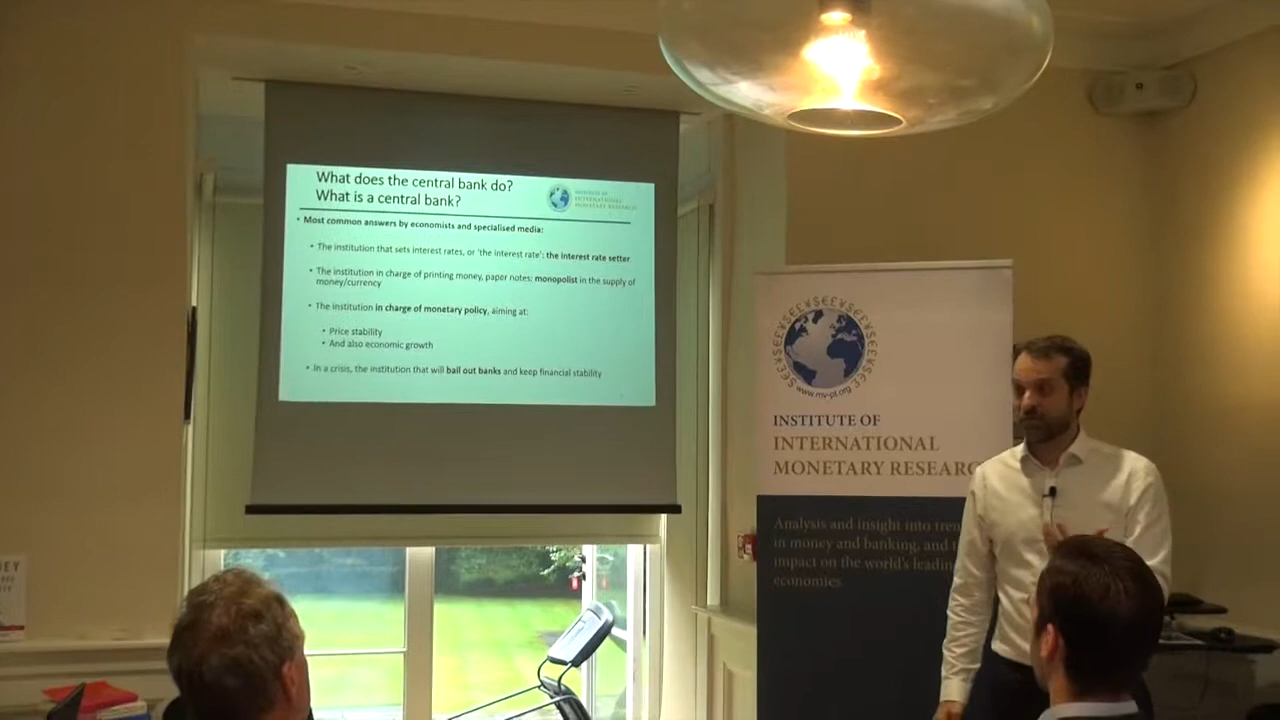 What does the central bank do?
What is a central bank?
INSTITUTE OF
INTERNATIONAL
MONETARY RESEARCH
• Most common answers by economists and specialised media:
• The institution that sets interest rates, or 'the interest rate': the interest rate setter
• The institution in charge of printing money, paper notes: monopolist in the supply of
money/currency
• The institution in charge of monetary policy, aiming at:
• Price stability
• And also economic growth
• In a crisis, the institution that will bail out banks and keep financial stability
www.mv-pt.org
INSTITUTE OF
INTERNATIONAL
MONETARY RESEARC
Analysis and insight into tren
in money and banking, and t
impact on the world's leadin
economies